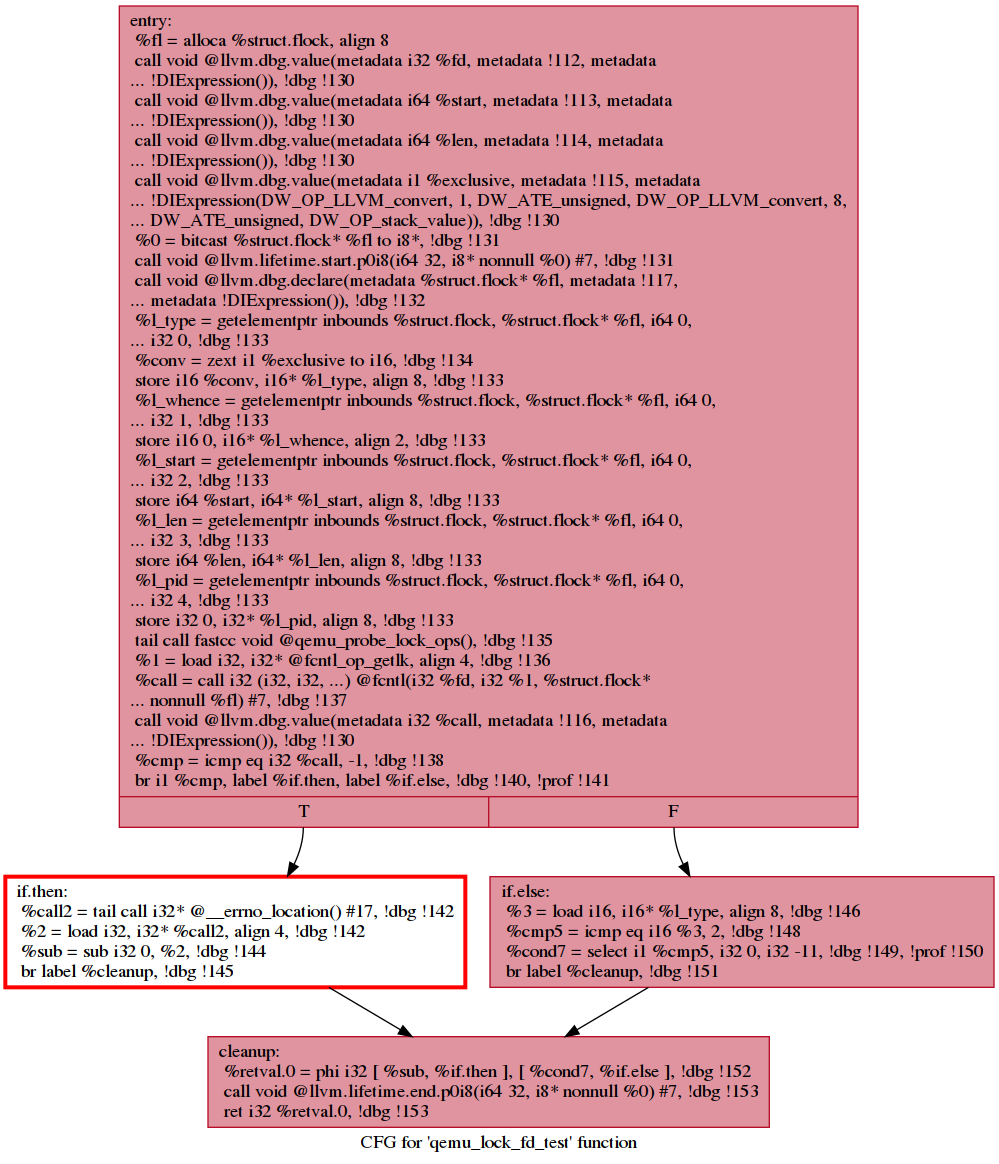 entry:
%fl = alloca %struct.flock, align 8
call void @llvm.dbg.value(metadata i32 %fd, metadata !112, metadata
... !DIExpression()), !dbg !130
call void @llvm.dbg.value(metadata i64 %start, metadata !113, metadata
... !DIExpression()), !dbg !130
call void @llvm.dbg.value(metadata i64 %len, metadata !114, metadata
... !DIExpression()), !dbg !130
call void @llvm.dbg.value(metadata i1 %exclusive, metadata !115, metadata
... !DIExpression(DW_OP_LLVM_convert, 1, DW_ATE_unsigned, DW_OP_LLVM_convert, 8,
... DW_ATE_unsigned, DW_OP_stack_value)), !dbg !130
%0 = bitcast %struct.flock* %fl to i8*, !dbg !131
call void @llvm.lifetime.start.p0i8(i64 32, i8* nonnull %0) #7, !dbg !131
call void @llvm.dbg.declare(metadata %struct.flock* %fl, metadata !117,
... metadata !DIExpression()), !dbg !132
%l_type = getelementptr inbounds %struct.flock, %struct.flock* %fl, i64 0,
... i32 0, !dbg !133
%conv = zext i1 %exclusive to i16, !dbg !134
store i16 %conv, i16* %l_type, align 8, !dbg !133
%l_whence = getelementptr inbounds %struct.flock, %struct.flock* %fl, i64 0,
... i32 1, !dbg !133
store i16 0, i16* %l_whence, align 2, !dbg !133
%l_start = getelementptr inbounds %struct.flock, %struct.flock* %fl, i64 0,
... i32 2, !dbg !133
store i64 %start, i64* %l_start, align 8, !dbg !133
%l_len = getelementptr inbounds %struct.flock, %struct.flock* %fl, i64 0,
... i32 3, !dbg !133
store i64 %len, i64* %l_len, align 8, !dbg !133
%l_pid = getelementptr inbounds %struct.flock, %struct.flock* %fl, i64 0,
... i32 4, !dbg !133
store i32 0, i32* %l_pid, align 8, !dbg !133
tail call fastcc void @qemu_probe_lock_ops(), !dbg !135
%1 = load i32, i32* @fcntl_op_getlk, align 4, !dbg !136
%call = call i32 (i32, i32, ...) @fcntl(i32 %fd, i32 %1, %struct.flock*
... nonnull %fl) #7, !dbg !137
call void @llvm.dbg.value(metadata i32 %call, metadata !116, metadata
... !DIExpression()), !dbg !130
%cmp = icmp eq i32 %call, -1, !dbg !138
br i1 %cmp, label %if.then, label %if.else, !dbg !140, !prof !141
T
F
if.then:
%call2 = tail call i32* @__errno_location() #17, !dbg !142
%2 = load i32, i32* %call2, align 4, !dbg !142
%sub = sub i32 0, %2, !dbg !144
br label %cleanup, !dbg !145
if.else:
%3 = load i16, i16* %l_type, align 8, !dbg !146
%cmp5 = icmp eq i16 %3, 2, !dbg !148
%cond7 = select i1 %cmp5, i32 0, i32 -11, !dbg !149, !prof !150
br label %cleanup, !dbg !151
cleanup:
%retval.0 = phi i32 [ %sub, %if.then ], [ %cond7, %if.else ], !dbg !152
call void @llvm.lifetime.end.p0i8(i64 32, i8* nonnull %0) #7, !dbg !153
ret i32 %retval.0, !dbg !153
CFG for 'qemu_lock_fd_test' function